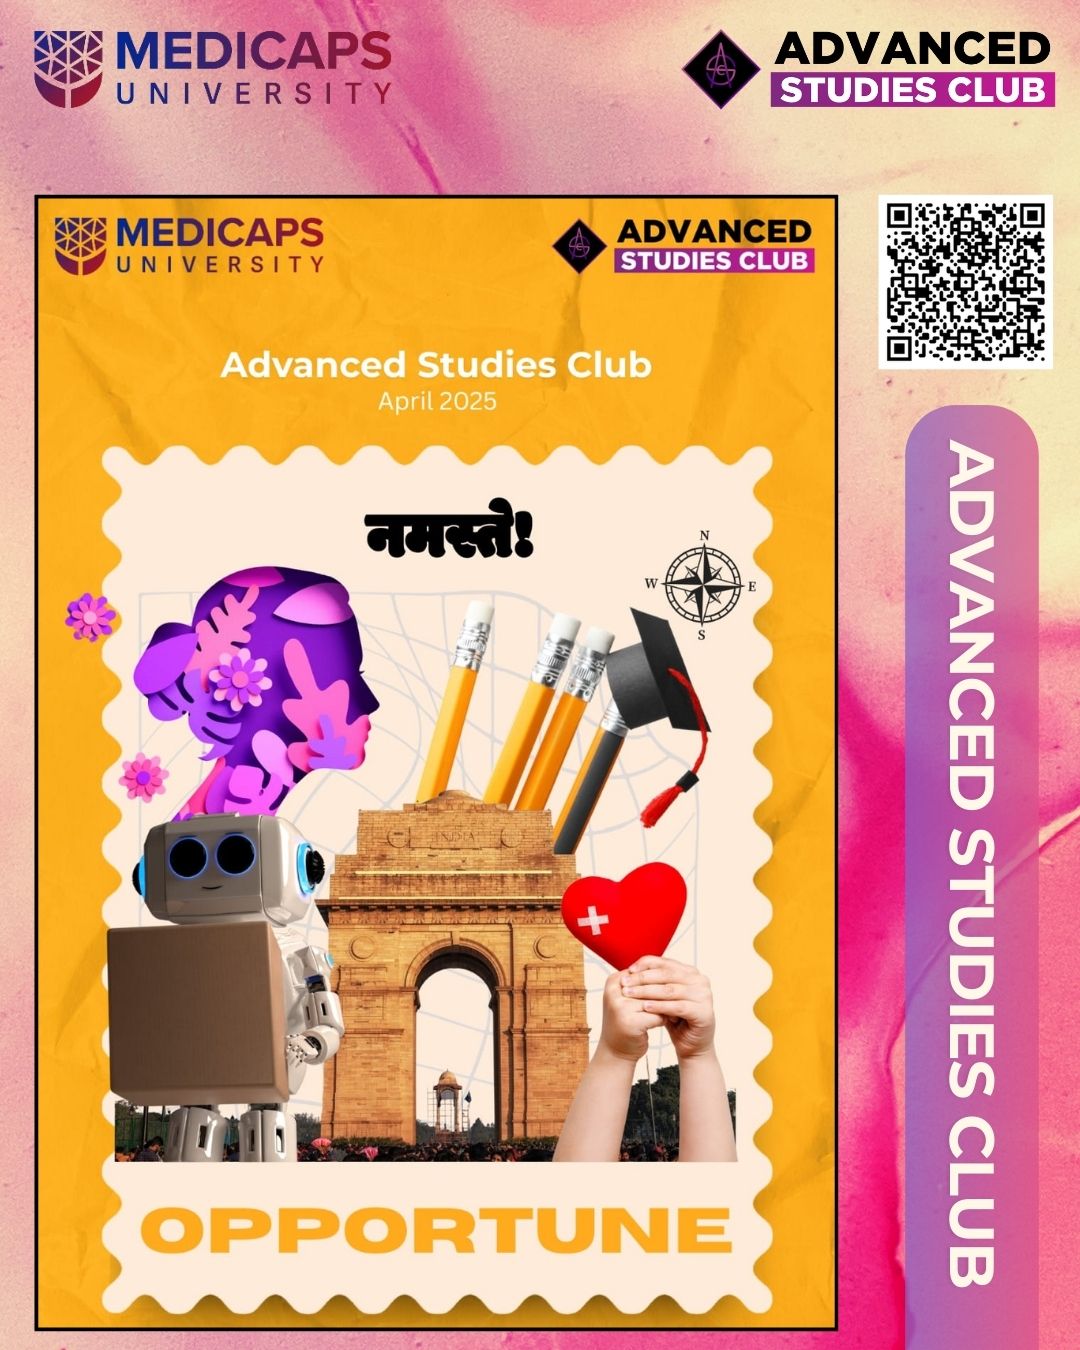 MEDICAPS
UNIVERSITY
ADVANCED
STUDIES CLUB
MEDICAPS
UNIVERSITY
ADVANCED
STUDIES CLUB
Advanced Studies Club
April 2025
नमस्ते!
N
W E
S
INDIA
OPPORTUNE
ADVANCED STUDIES CLUB